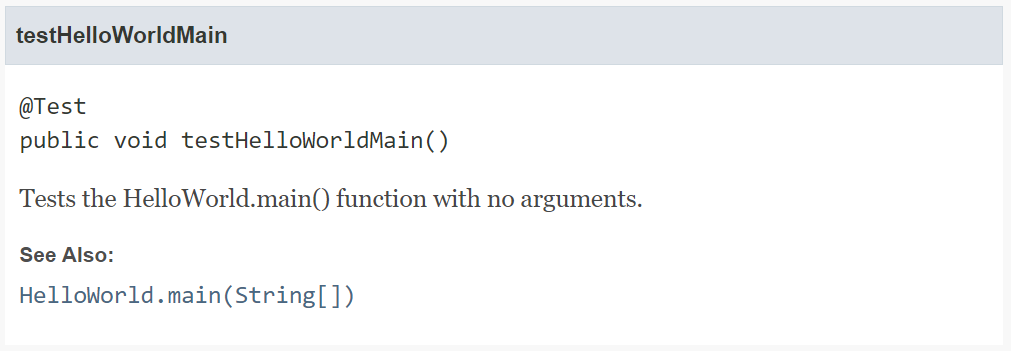 testHelloWorldMain
@Test
public void testHelloWorldMain()
Tests the HelloWorld.main() function with no arguments.
See Also:
HelloWorld.main(String[])